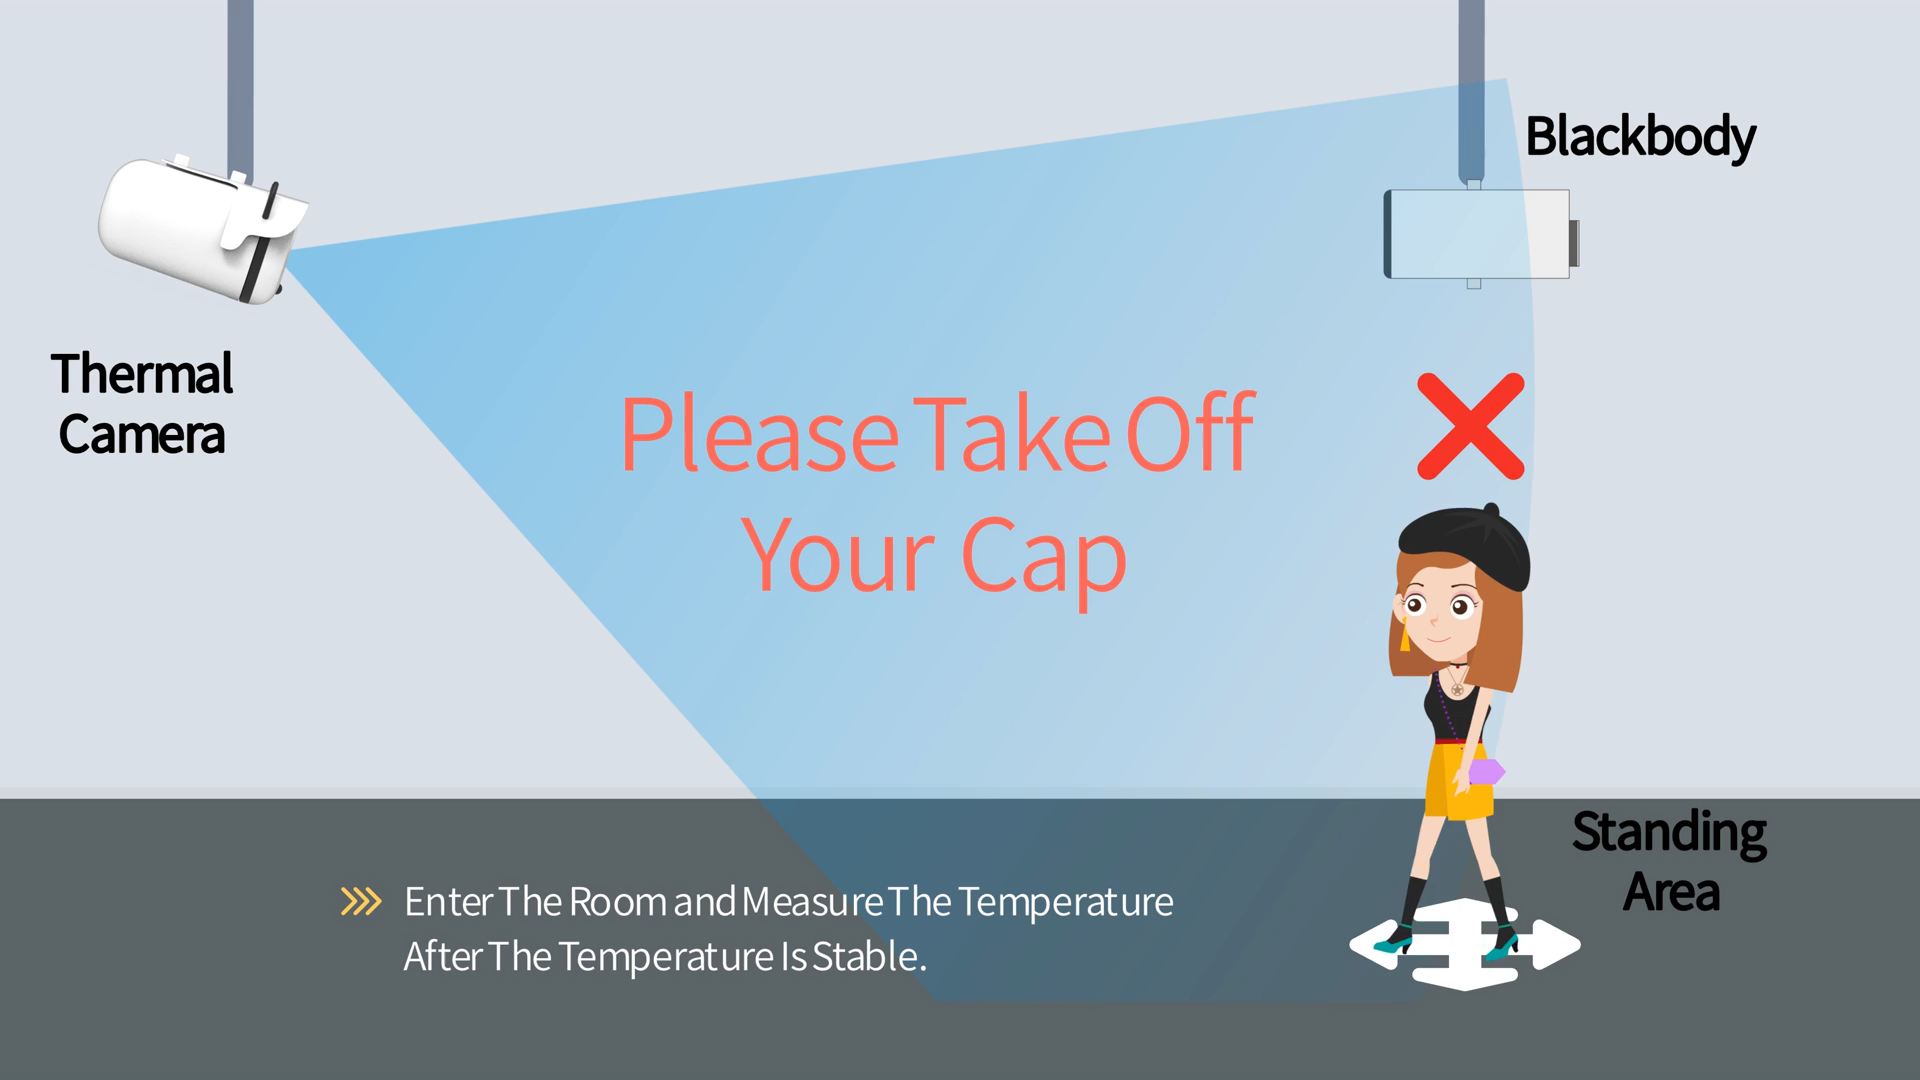 Blackbody
Thermal
Camera
Please Take Off
Your Cap
Standing
Area
Enter The Room and Measure The Temperature
After The Temperature Is Stable.